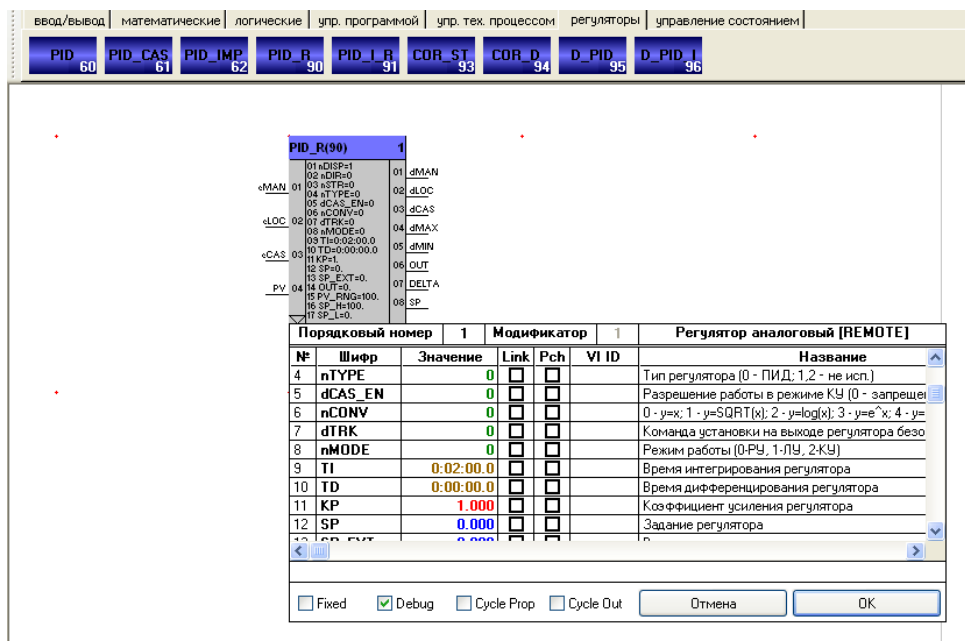 ввод/вывод математические логические упр. программой упр. тех. процессом регуляторы управление состоянием
PID 60 PID_CAS 61 PID_IMP 62 PID_R 90 PID_I_R 91 COR_ST 93 COR_D 94 D_PID 95 D_PID_I 96
PID_R(90) 1
01 nDISP=1
02 nDIR=0
03 nSTR=0
04 nTYPE=0
05 dCAS_EN=0
06 nCONV=0
07 dTRK=0
08 nMODE=0
09 TI=0:02:00.0
10 TD=0:00:00.0
11 KP=1.
12 SP=0.
13 SP_EXT=0.
14 OUT=0.
15 PV_RNG=100.
16 SP_H=100.
17 SP_L=0.
cMAN 01
cLOC 02
cCAS 03
PV 04
01 dMAN
02 dLOC
03 dCAS
04 dMAX
05 dMIN
06 OUT
07 DELTA
08 SP
Порядковый номер 1 Модификатор 1 Регулятор аналоговый [REMOTE]
№ Шифр Значение Link Pch VI ID Название
4 nTYPE 0 Тип регулятора (0 - ПИД; 1,2 - не исп.)
5 dCAS_EN 0 Разрешение работы в режиме КУ (0 - запрещен
6 nCONV 0 0 - y=x; 1 - y=SQRT(x); 2 - y=log(x); 3 - y=e^x; 4 - y=
7 dTRK 0 Команда установки на выходе регулятора безо
8 nMODE 0 Режим работы (0-РУ, 1-ЛУ, 2-КУ)
9 TI 0:02:00.0 Время интегрирования регулятора
10 TD 0:00:00.0 Время дифференцирования регулятора
11 KP 1.000 Коэффициент усиления регулятора
12 SP 0.000 Задание регулятора
13 SP_EXT 0.000
Fixed Debug Cycle Prop Cycle Out Отмена OK